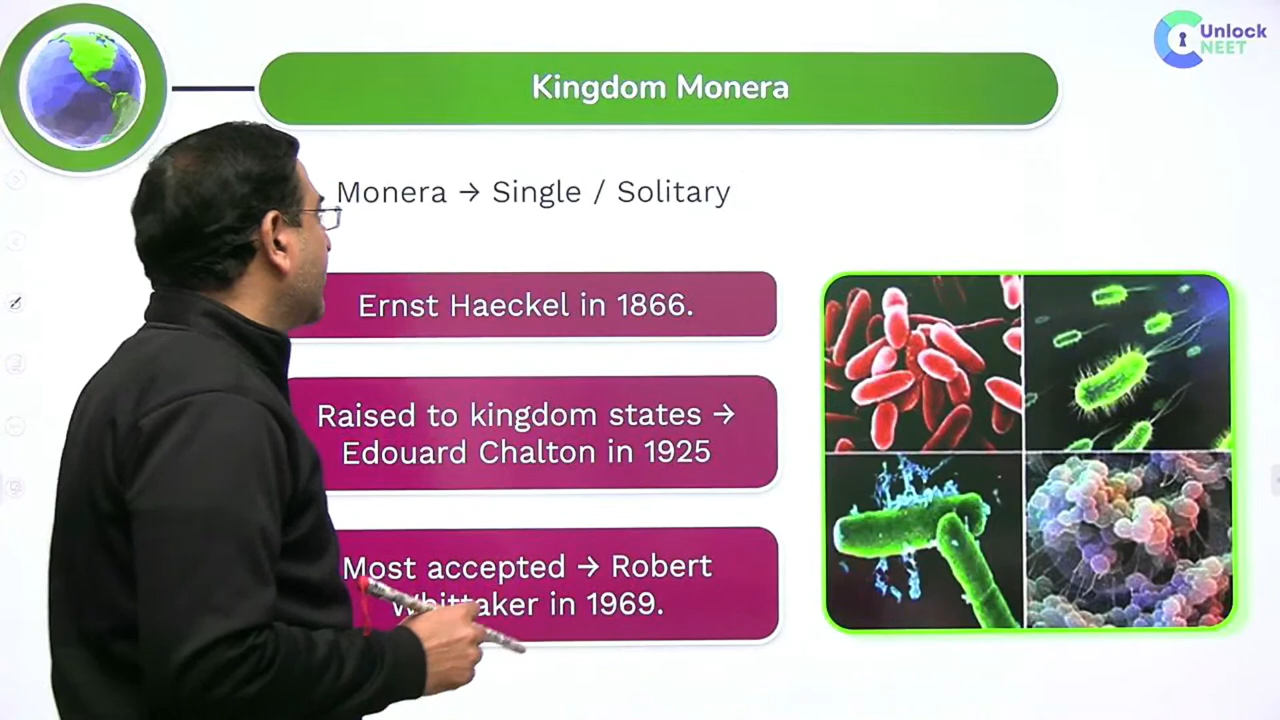 Unlock
NEET
Kingdom Monera
Monera → Single / Solitary
Ernst Haeckel in 1866.
Raised to kingdom states →
Edouard Chalton in 1925
Most accepted → Robert
Whittaker in 1969.